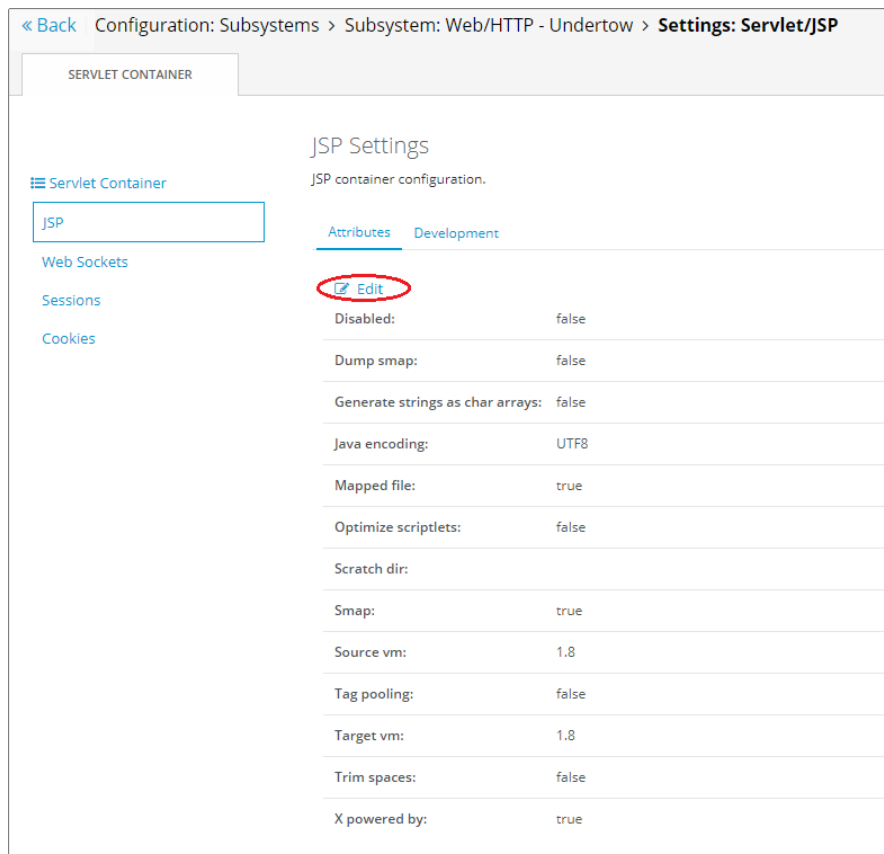 « Back Configuration: Subsystems > Subsystem: Web/HTTP - Undertow > Settings: Servlet/JSP
SERVLET CONTAINER
Servlet Container
JSP
Web Sockets
Sessions
Cookies
JSP Settings
JSP container configuration.
Attributes Development
Edit
Disabled: false
Dump smap: false
Generate strings as char arrays: false
Java encoding: UTF8
Mapped file: true
Optimize scriptlets: false
Scratch dir:
Smap: true
Source vm: 1.8
Tag pooling: false
Target vm: 1.8
Trim spaces: false
X powered by: true